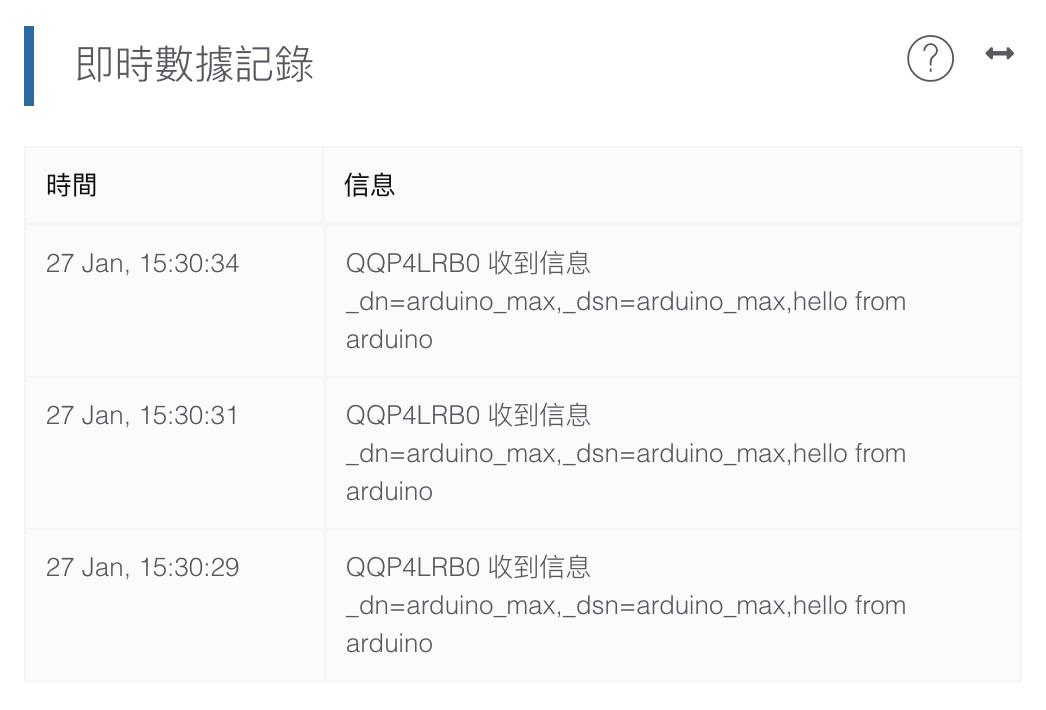 即時數據記錄
?
時間 信息
27 Jan, 15:30:34 QQP4LRB0 收到信息
_dn=arduino_max,_dsn=arduino_max,hello from
arduino
27 Jan, 15:30:31 QQP4LRB0 收到信息
_dn=arduino_max,_dsn=arduino_max,hello from
arduino
27 Jan, 15:30:29 QQP4LRB0 收到信息
_dn=arduino_max,_dsn=arduino_max,hello from
arduino